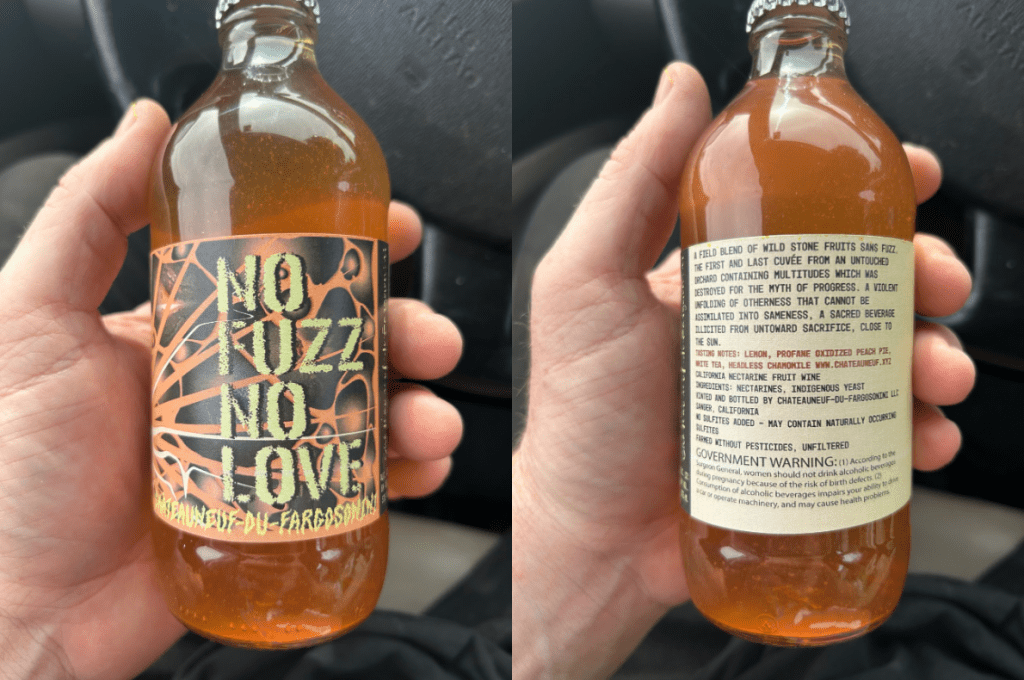 NO
FUZZ
NO
LOVE
CHATEAUNEUF-DU-FARGOSONINI
A FIELD BLEND OF WILD STONE FRUITS SANS FUZZ.
THE FIRST AND LAST CUVÉE FROM AN UNTOUCHED
ORCHARD CONTAINING MULTITUDES WHICH WAS
DESTROYED FOR THE MYTH OF PROGRESS. A VIOLENT
UNFOLDING OF OTHERNESS THAT CANNOT BE
ASSIMILATED INTO SAMENESS, A SACRED BEVERAGE
ILLICITED FROM UNTOWARD SACRIFICE, CLOSE TO
THE SUN.
TASTING NOTES: LEMON, PROFANE OXIDIZED PEACH PIE,
WHITE TEA, HEADLESS CHAMOMILE WWW.CHATEAUNEUF.XYZ
CALIFORNIA NECTARINE FRUIT WINE
INGREDIENTS: NECTARINES, INDIGENOUS YEAST
VINTED AND BOTTLED BY CHATEAUNEUF-DU-FARGOSONINI LLC
SANGER, CALIFORNIA
NO SULFITES ADDED - MAY CONTAIN NATURALLY OCCURING
SULFITES
FARMED WITHOUT PESTICIDES, UNFILTERED
GOVERNMENT WARNING: (1) According to the
Surgeon General, women should not drink alcoholic beverages
during pregnancy because of the risk of birth defects. (2)
Consumption of alcoholic beverages impairs your ability to drive
a car or operate machinery, and may cause health problems.